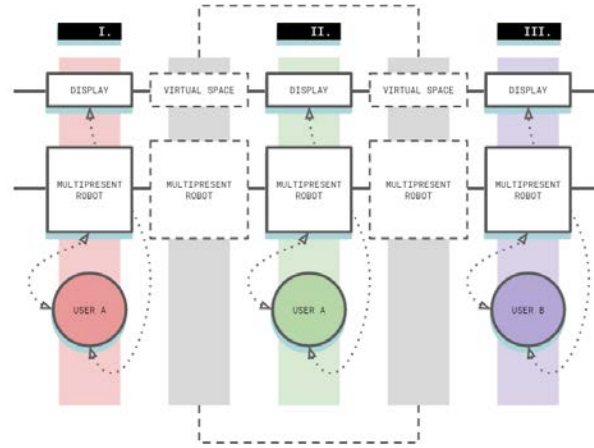 I.
II.
III.
DISPLAY
VIRTUAL SPACE
DISPLAY
VIRTUAL SPACE
DISPLAY
MULTIPRESENT
ROBOT
MULTIPRESENT
ROBOT
MULTIPRESENT
ROBOT
MULTIPRESENT
ROBOT
MULTIPRESENT
ROBOT
USER A
USER A
USER B